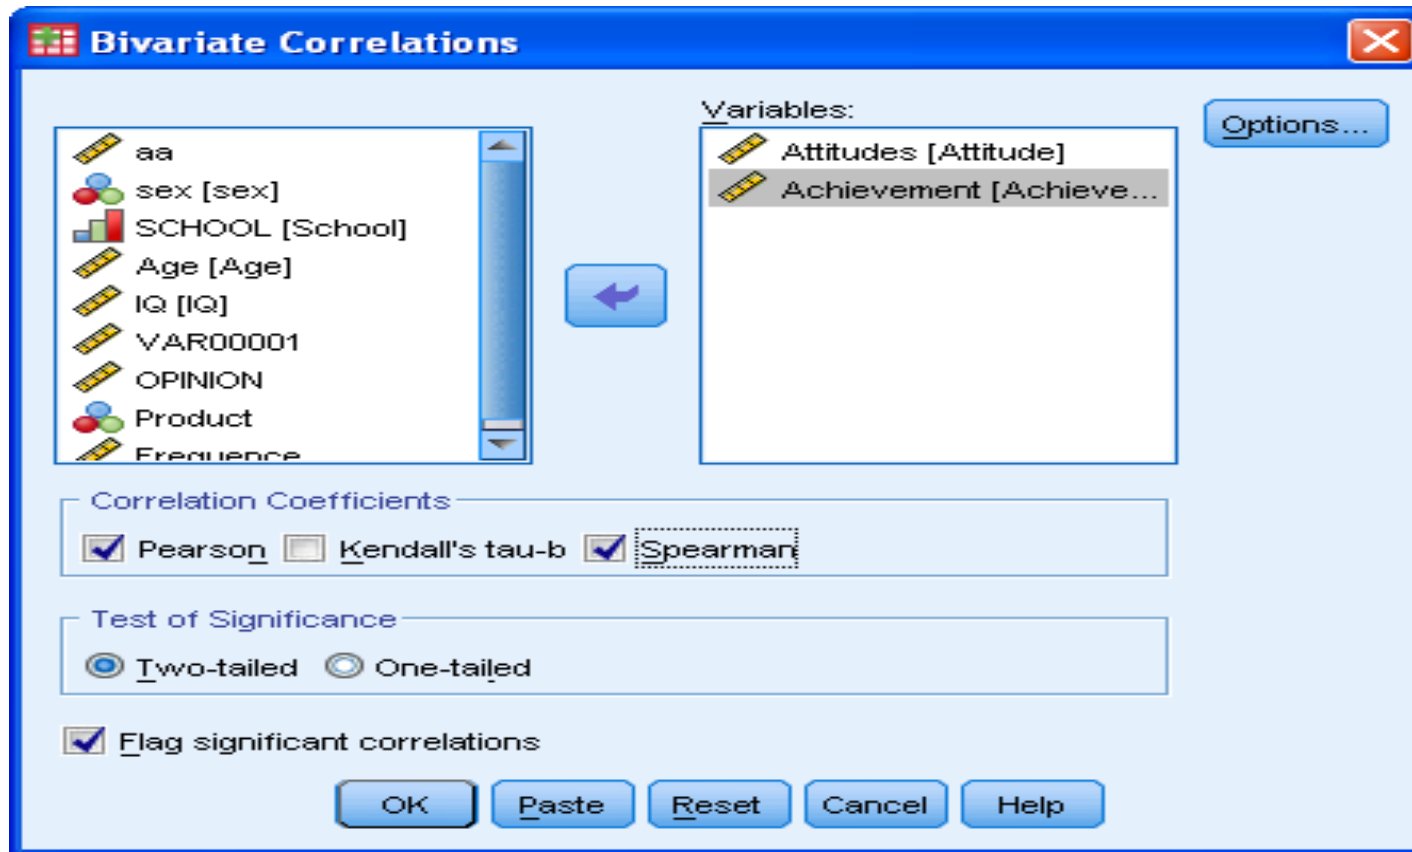 Bivariate Correlations
Variables:
Options...
aa
sex [sex]
SCHOOL [School]
Age [Age]
IQ [IQ]
VAR00001
OPINION
Product
Frequence
Attitudes [Attitude]
Achievement [Achieve...
Correlation Coefficients
Pearson Kendall's tau-b Spearman
Test of Significance
Two-tailed One-tailed
Flag significant correlations
OK Paste Reset Cancel Help